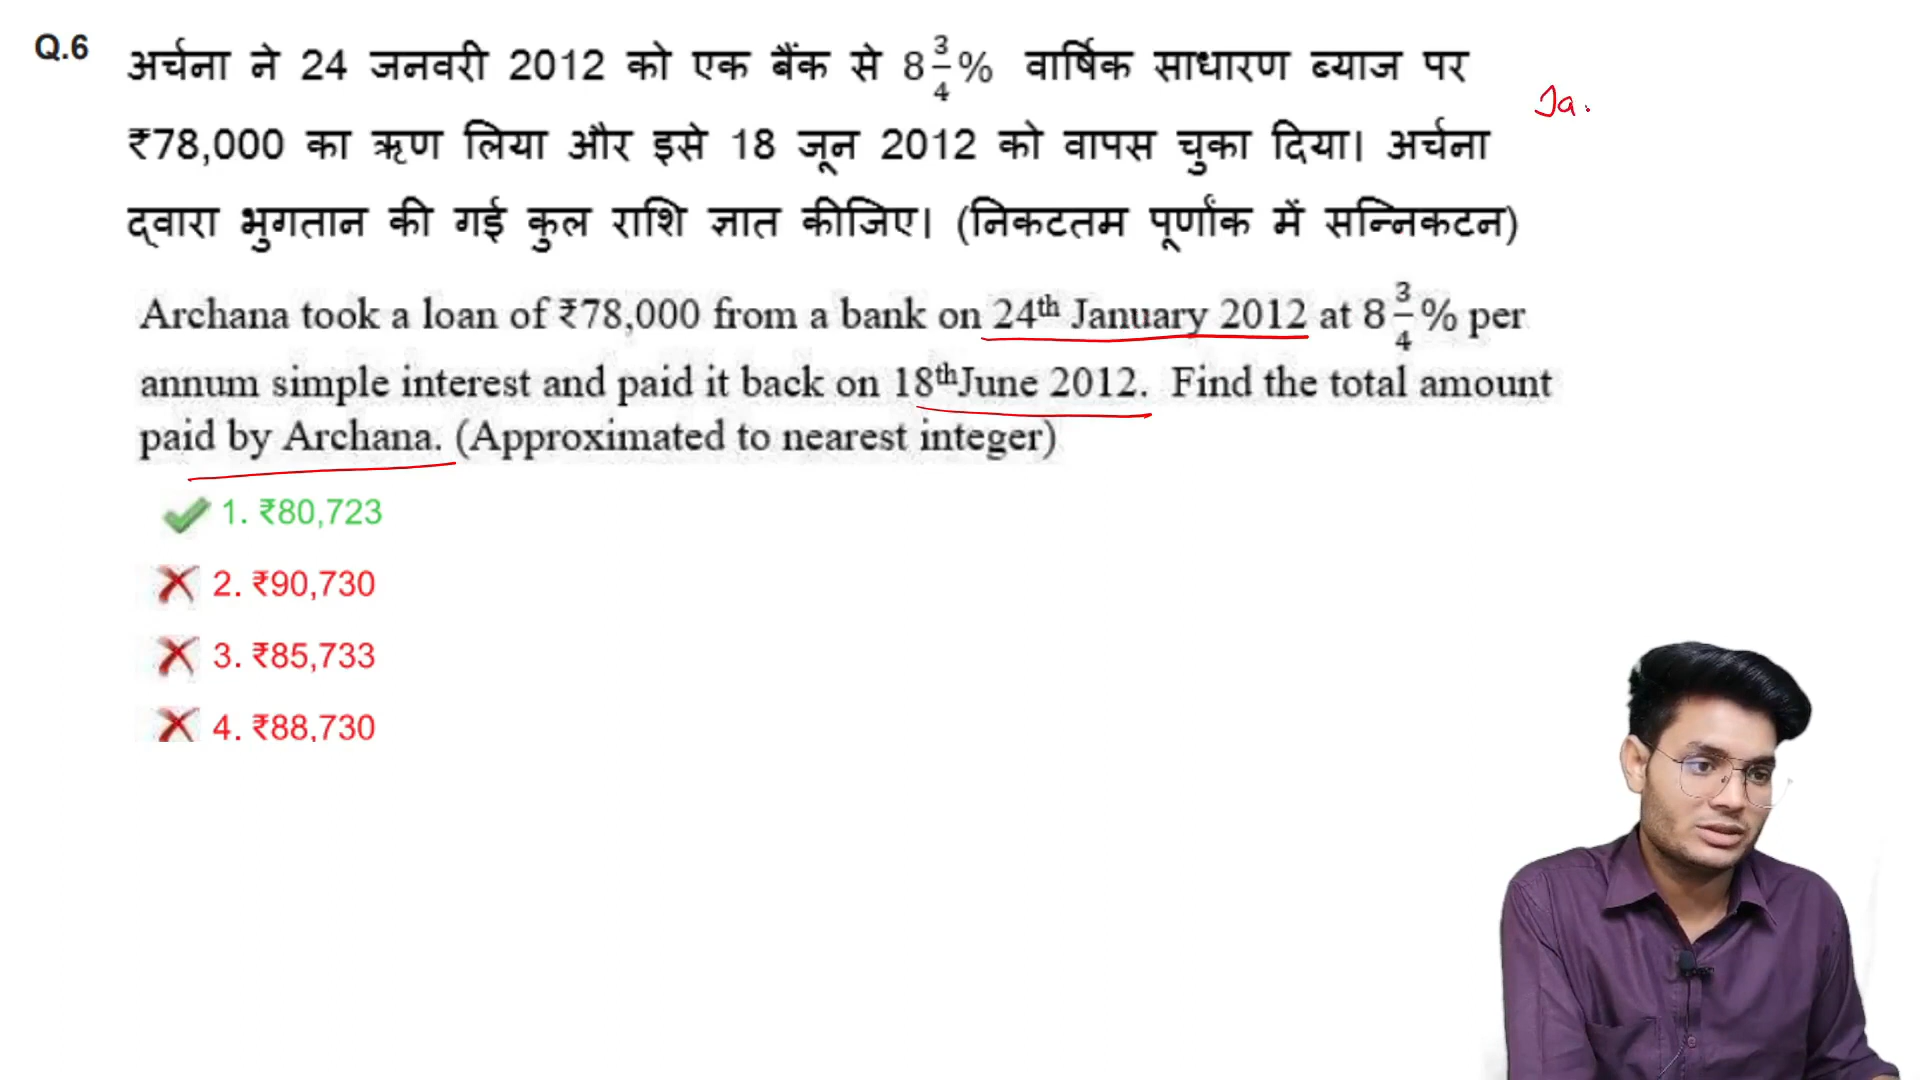 Q.6 अर्चना ने 24 जनवरी 2012 को एक बैंक से 8 3/4 % वार्षिक साधारण ब्याज पर
Ja.
₹78,000 का ऋण लिया और इसे 18 जून 2012 को वापस चुका दिया। अर्चना
द्वारा भुगतान की गई कुल राशि ज्ञात कीजिए। (निकटतम पूर्णांक में सन्निकटन)
Archana took a loan of ₹78,000 from a bank on 24th January 2012 at 8 3/4 % per
annum simple interest and paid it back on 18thJune 2012. Find the total amount
paid by Archana. (Approximated to nearest integer)
1. ₹80,723
2. ₹90,730
3. ₹85,733
4. ₹88,730